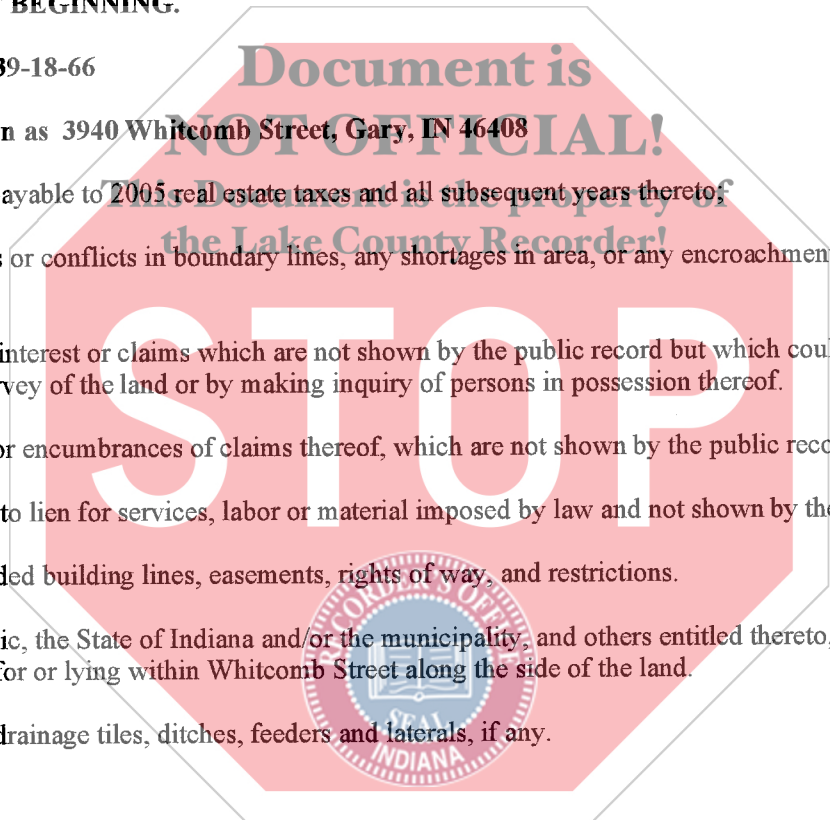 BEGINNING.
39-18-66
n as 3940 Whitcomb Street, Gary, IN 46408
ayable to 2005 real estate taxes and all subsequent years thereto;
s or conflicts in boundary lines, any shortages in area, or any encroachmen
interest or claims which are not shown by the public record but which coul
vey of the land or by making inquiry of persons in possession thereof.
or encumbrances of claims thereof, which are not shown by the public reco
to lien for services, labor or material imposed by law and not shown by the
ded building lines, easements, rights of way, and restrictions.
ic, the State of Indiana and/or the municipality, and others entitled thereto,
for or lying within Whitcomb Street along the side of the land.
drainage tiles, ditches, feeders and laterals, if any.
Document is
NOT OFFICIAL!
This Document is the property of
the Lake County Recorder!
STOP
RECORDER'S OFFICE
SEAL
INDIANA